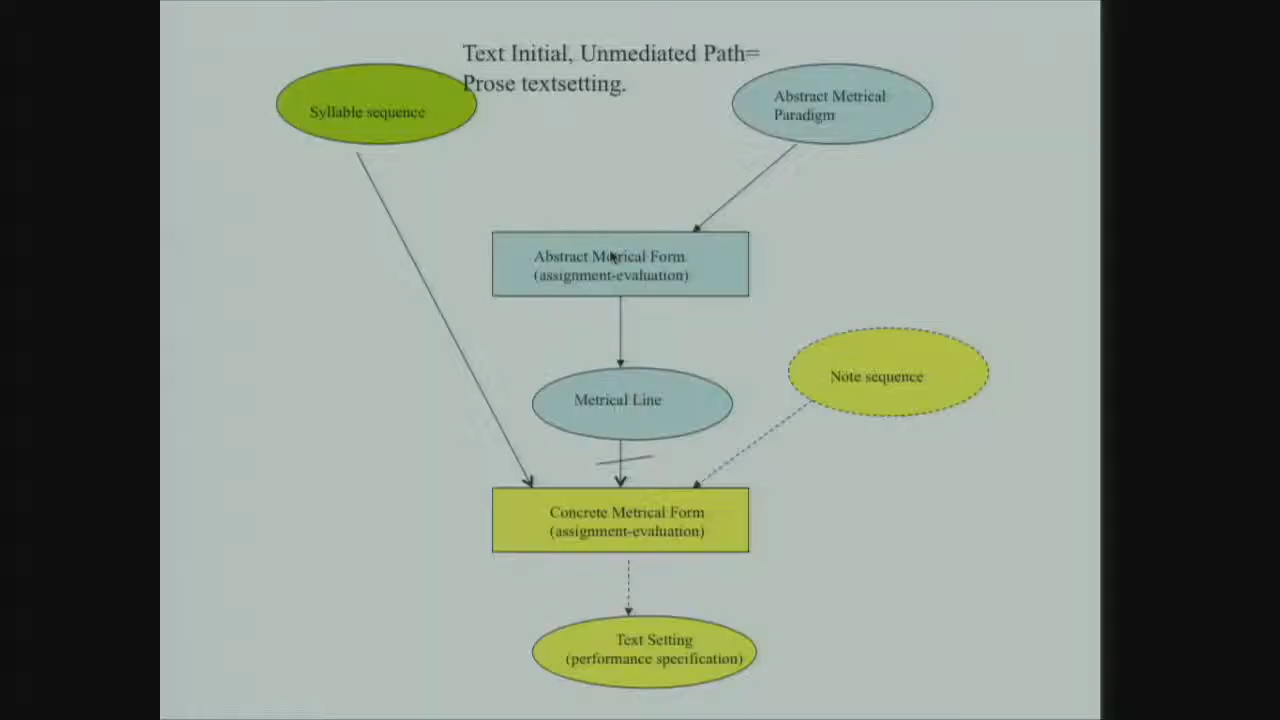 Text Initial, Unmediated Path=
Prose textsetting.
Syllable sequence
Abstract Metrical
Paradigm
Abstract Metrical Form
(assignment-evaluation)
Note sequence
Metrical Line
Concrete Metrical Form
(assignment-evaluation)
Text Setting
(performance specification)